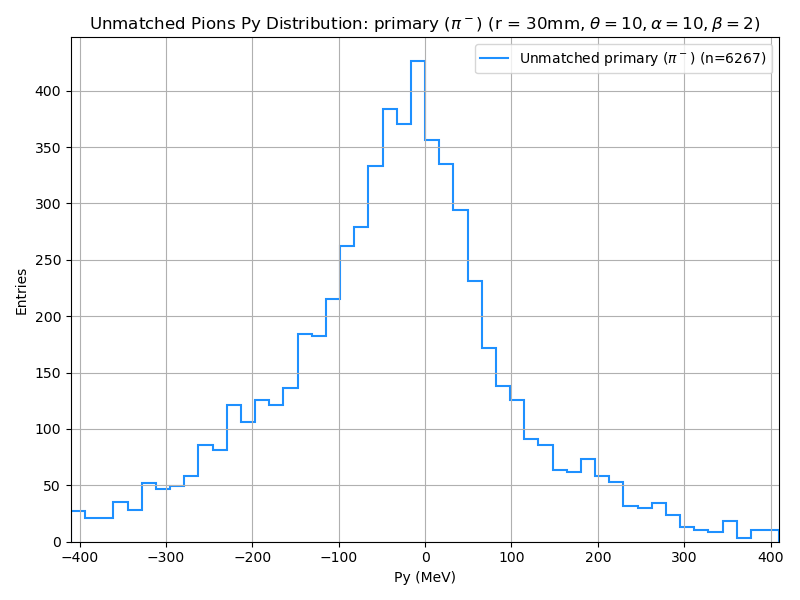 Unmatched Pions Py Distribution: primary (π⁻) (r = 30mm, θ = 10, α = 10, β = 2)
Unmatched primary (π⁻) (n=6267)
400
350
300
250
200
150
100
50
0
Entries
−400 −300 −200 −100 0 100 200 300 400
Py (MeV)